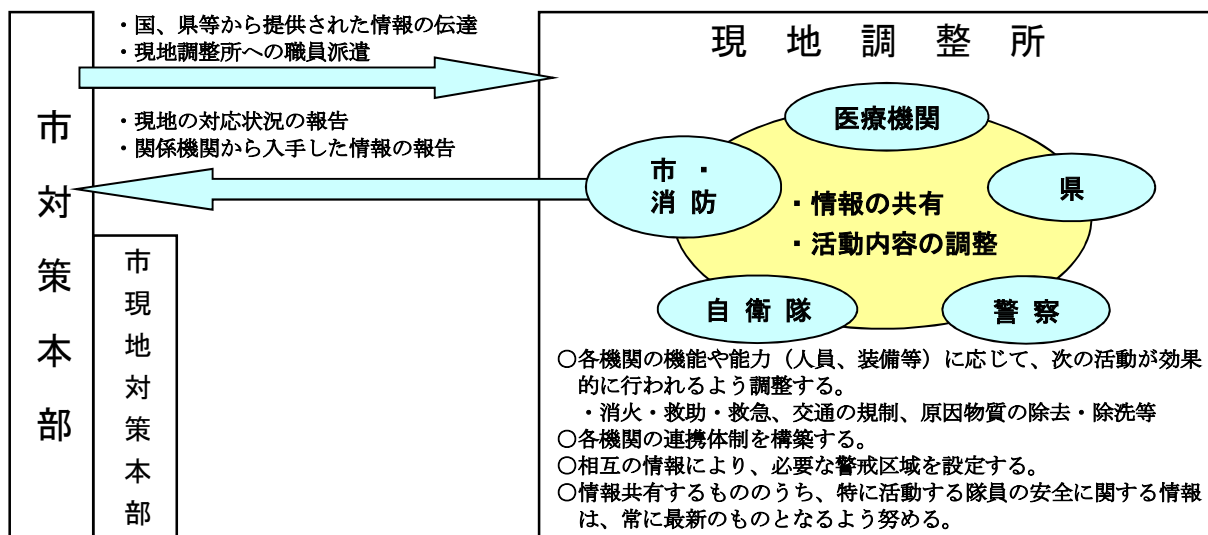 市対策本部
市現地対策本部
・国、県等から提供された情報の伝達
・現地調整所への職員派遣
・現地の対応状況の報告
・関係機関から入手した情報の報告
現地調整所
医療機関
市・
消防
県
・情報の共有
・活動内容の調整
自衛隊
警察
○各機関の機能や能力（人員、装備等）に応じて、次の活動が効果
的に行われるよう調整する。
・消火・救助・救急、交通の規制、原因物質の除去・除洗等
○各機関の連携体制を構築する。
○相互の情報により、必要な警戒区域を設定する。
○情報共有するもののうち、特に活動する隊員の安全に関する情報
は、常に最新のものとなるよう努める。